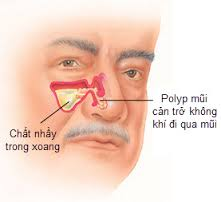 Polyp mũi
cản trở không
khí đi qua mũi
Chất nhầy
trong xoang